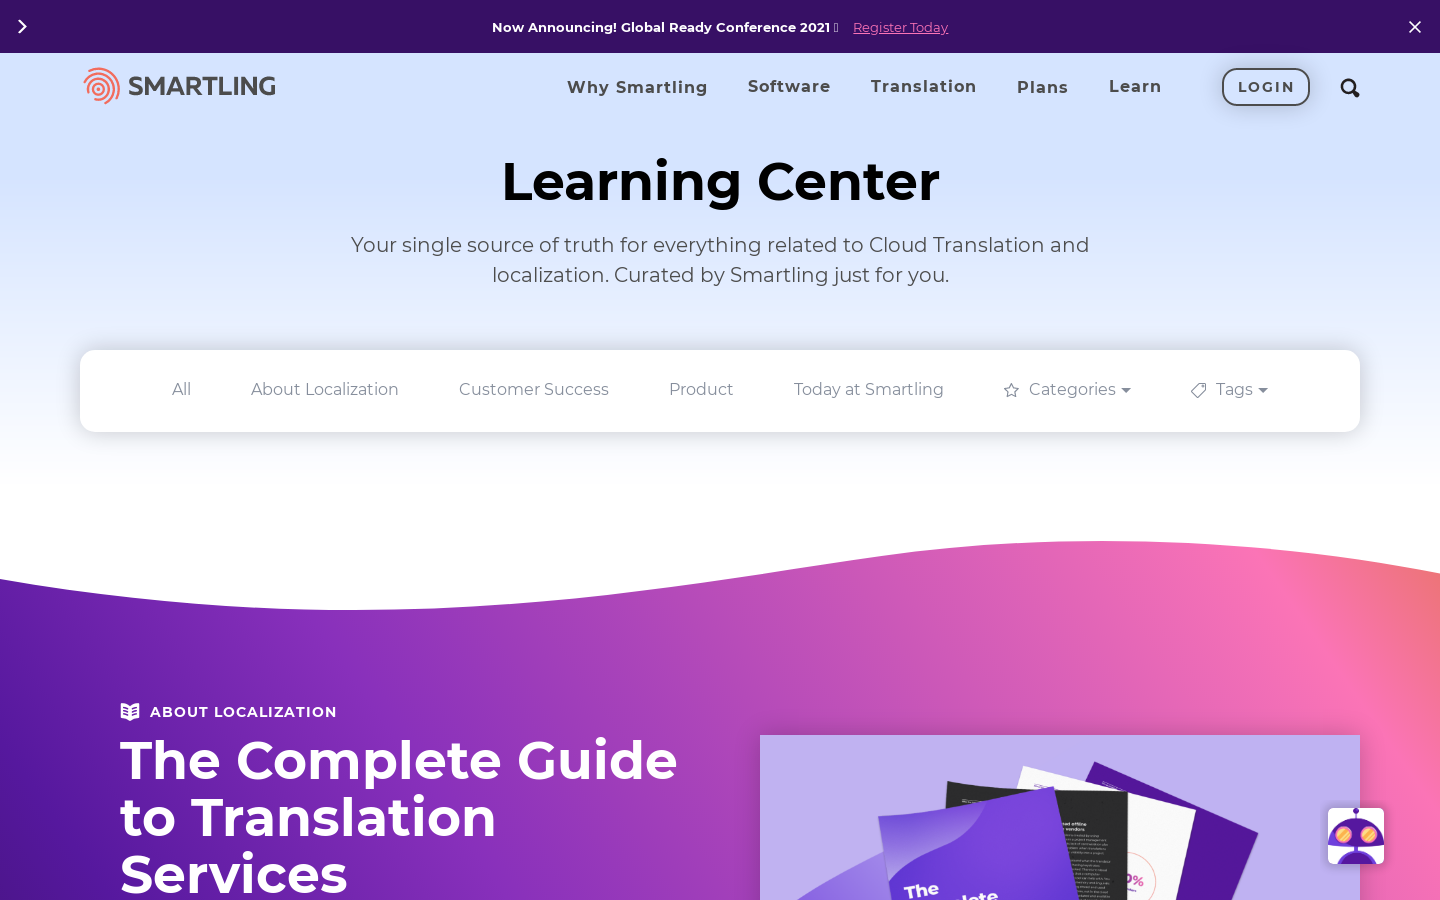 Now Announcing! Global Ready Conference 2021 Register Today
SMARTLING
Why Smartling Software Translation Plans Learn LOGIN
Learning Center
Your single source of truth for everything related to Cloud Translation and
localization. Curated by Smartling just for you.
All About Localization Customer Success Product Today at Smartling Categories Tags
ABOUT LOCALIZATION
The Complete Guide
to Translation
Services
The